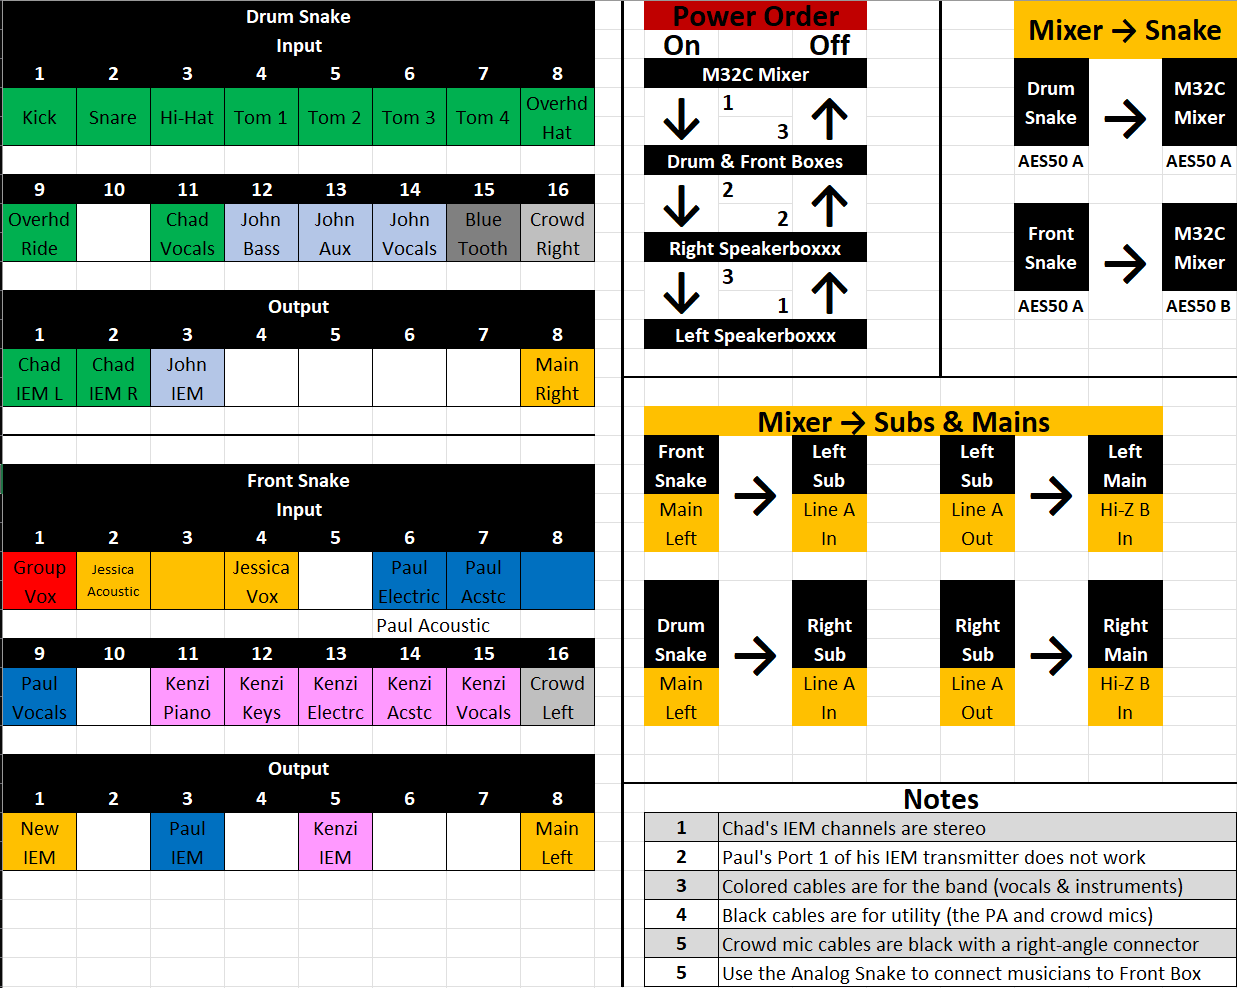 Drum Snake
Input
1 2 3 4 5 6 7 8
Kick Snare Hi-Hat Tom 1 Tom 2 Tom 3 Tom 4 Overhd
Hat
9 10 11 12 13 14 15 16
Overhd Chad John John John Blue Crowd
Ride Vocals Bass Aux Vocals Tooth Right
Output
1 2 3 4 5 6 7 8
Chad Chad John Main
IEM L IEM R IEM Right
Front Snake
Input
1 2 3 4 5 6 7 8
Group Jessica Jessica Paul Paul
Vox Acoustic Vox Electric Acstc
Paul Acoustic
9 10 11 12 13 14 15 16
Paul Kenzi Kenzi Kenzi Kenzi Kenzi Crowd
Vocals Piano Keys Electrc Acstc Vocals Left
Output
1 2 3 4 5 6 7 8
New Paul Kenzi Main
IEM IEM IEM Left
Power Order
On Off
M32C Mixer
↓ 1 ↑
3
Drum & Front Boxes
↓ 2 ↑
2
Right Speakerboxxx
↓ 3 ↑
1
Left Speakerboxxx
Mixer → Snake
Drum M32C
Snake → Mixer
AES50 A AES50 A
Front M32C
Snake → Mixer
AES50 A AES50 B
Mixer → Subs & Mains
Front Left Left Left
Snake → Sub Sub → Main
Main Line A Line A Hi-Z B
Left In Out In
Drum Right Right Right
Snake → Sub Sub → Main
Main Line A Line A Hi-Z B
Left In Out In
Notes
1 Chad's IEM channels are stereo
2 Paul's Port 1 of his IEM transmitter does not work
3 Colored cables are for the band (vocals & instruments)
4 Black cables are for utility (the PA and crowd mics)
5 Crowd mic cables are black with a right-angle connector
5 Use the Analog Snake to connect musicians to Front Box